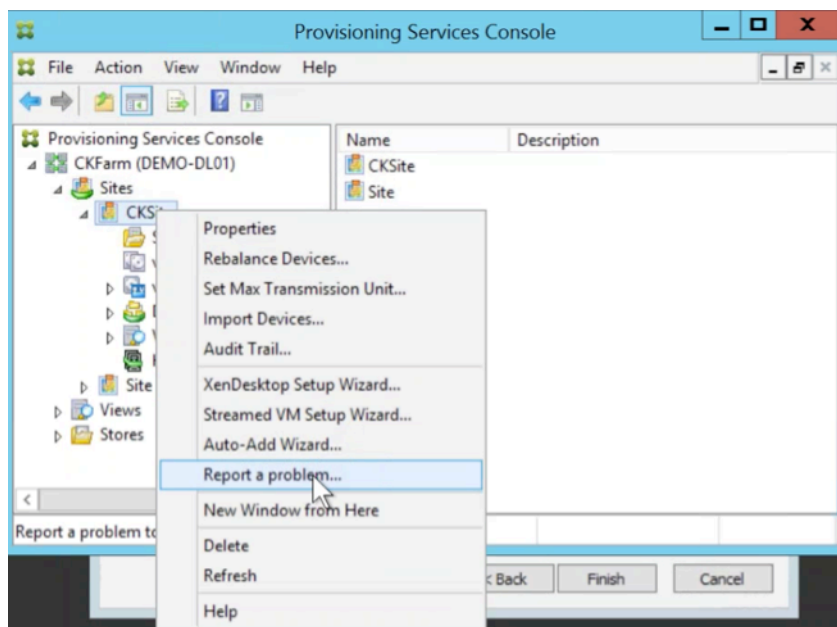 Provisioning Services Console
File Action View Window Help
Provisioning Services Console
CKFarm (DEMO-DL01)
Sites
Site
Views
Stores
Name Description
CKSite
Site
Properties
Rebalance Devices...
Set Max Transmission Unit...
Import Devices...
Audit Trail...
XenDesktop Setup Wizard...
Streamed VM Setup Wizard...
Auto-Add Wizard...
Report a problem...
New Window from Here
Delete
Refresh
Help
Report a problem to
< Back Finish Cancel